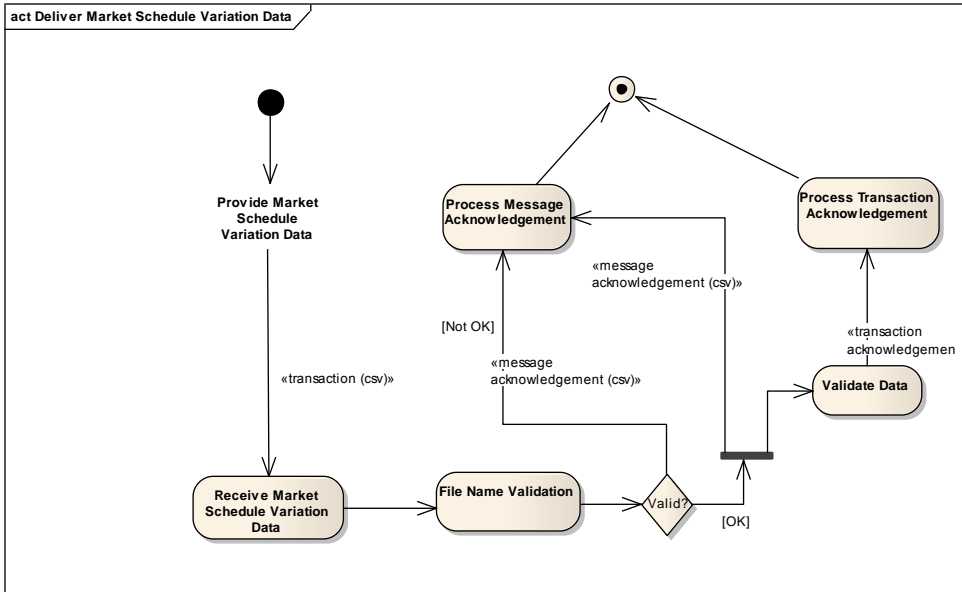 act Deliver Market Schedule Variation Data
Provide Market
Schedule
Variation Data
Process Message
Acknowledgement
Process Transaction
Acknowledgement
«message
acknowledgement (csv)»
[Not OK]
«transaction
acknowledgemen
«message
acknowledgement (csv)»
«transaction (csv)»
Validate Data
Receive Market
Schedule Variation
Data
File Name Validation
Valid?
[OK]